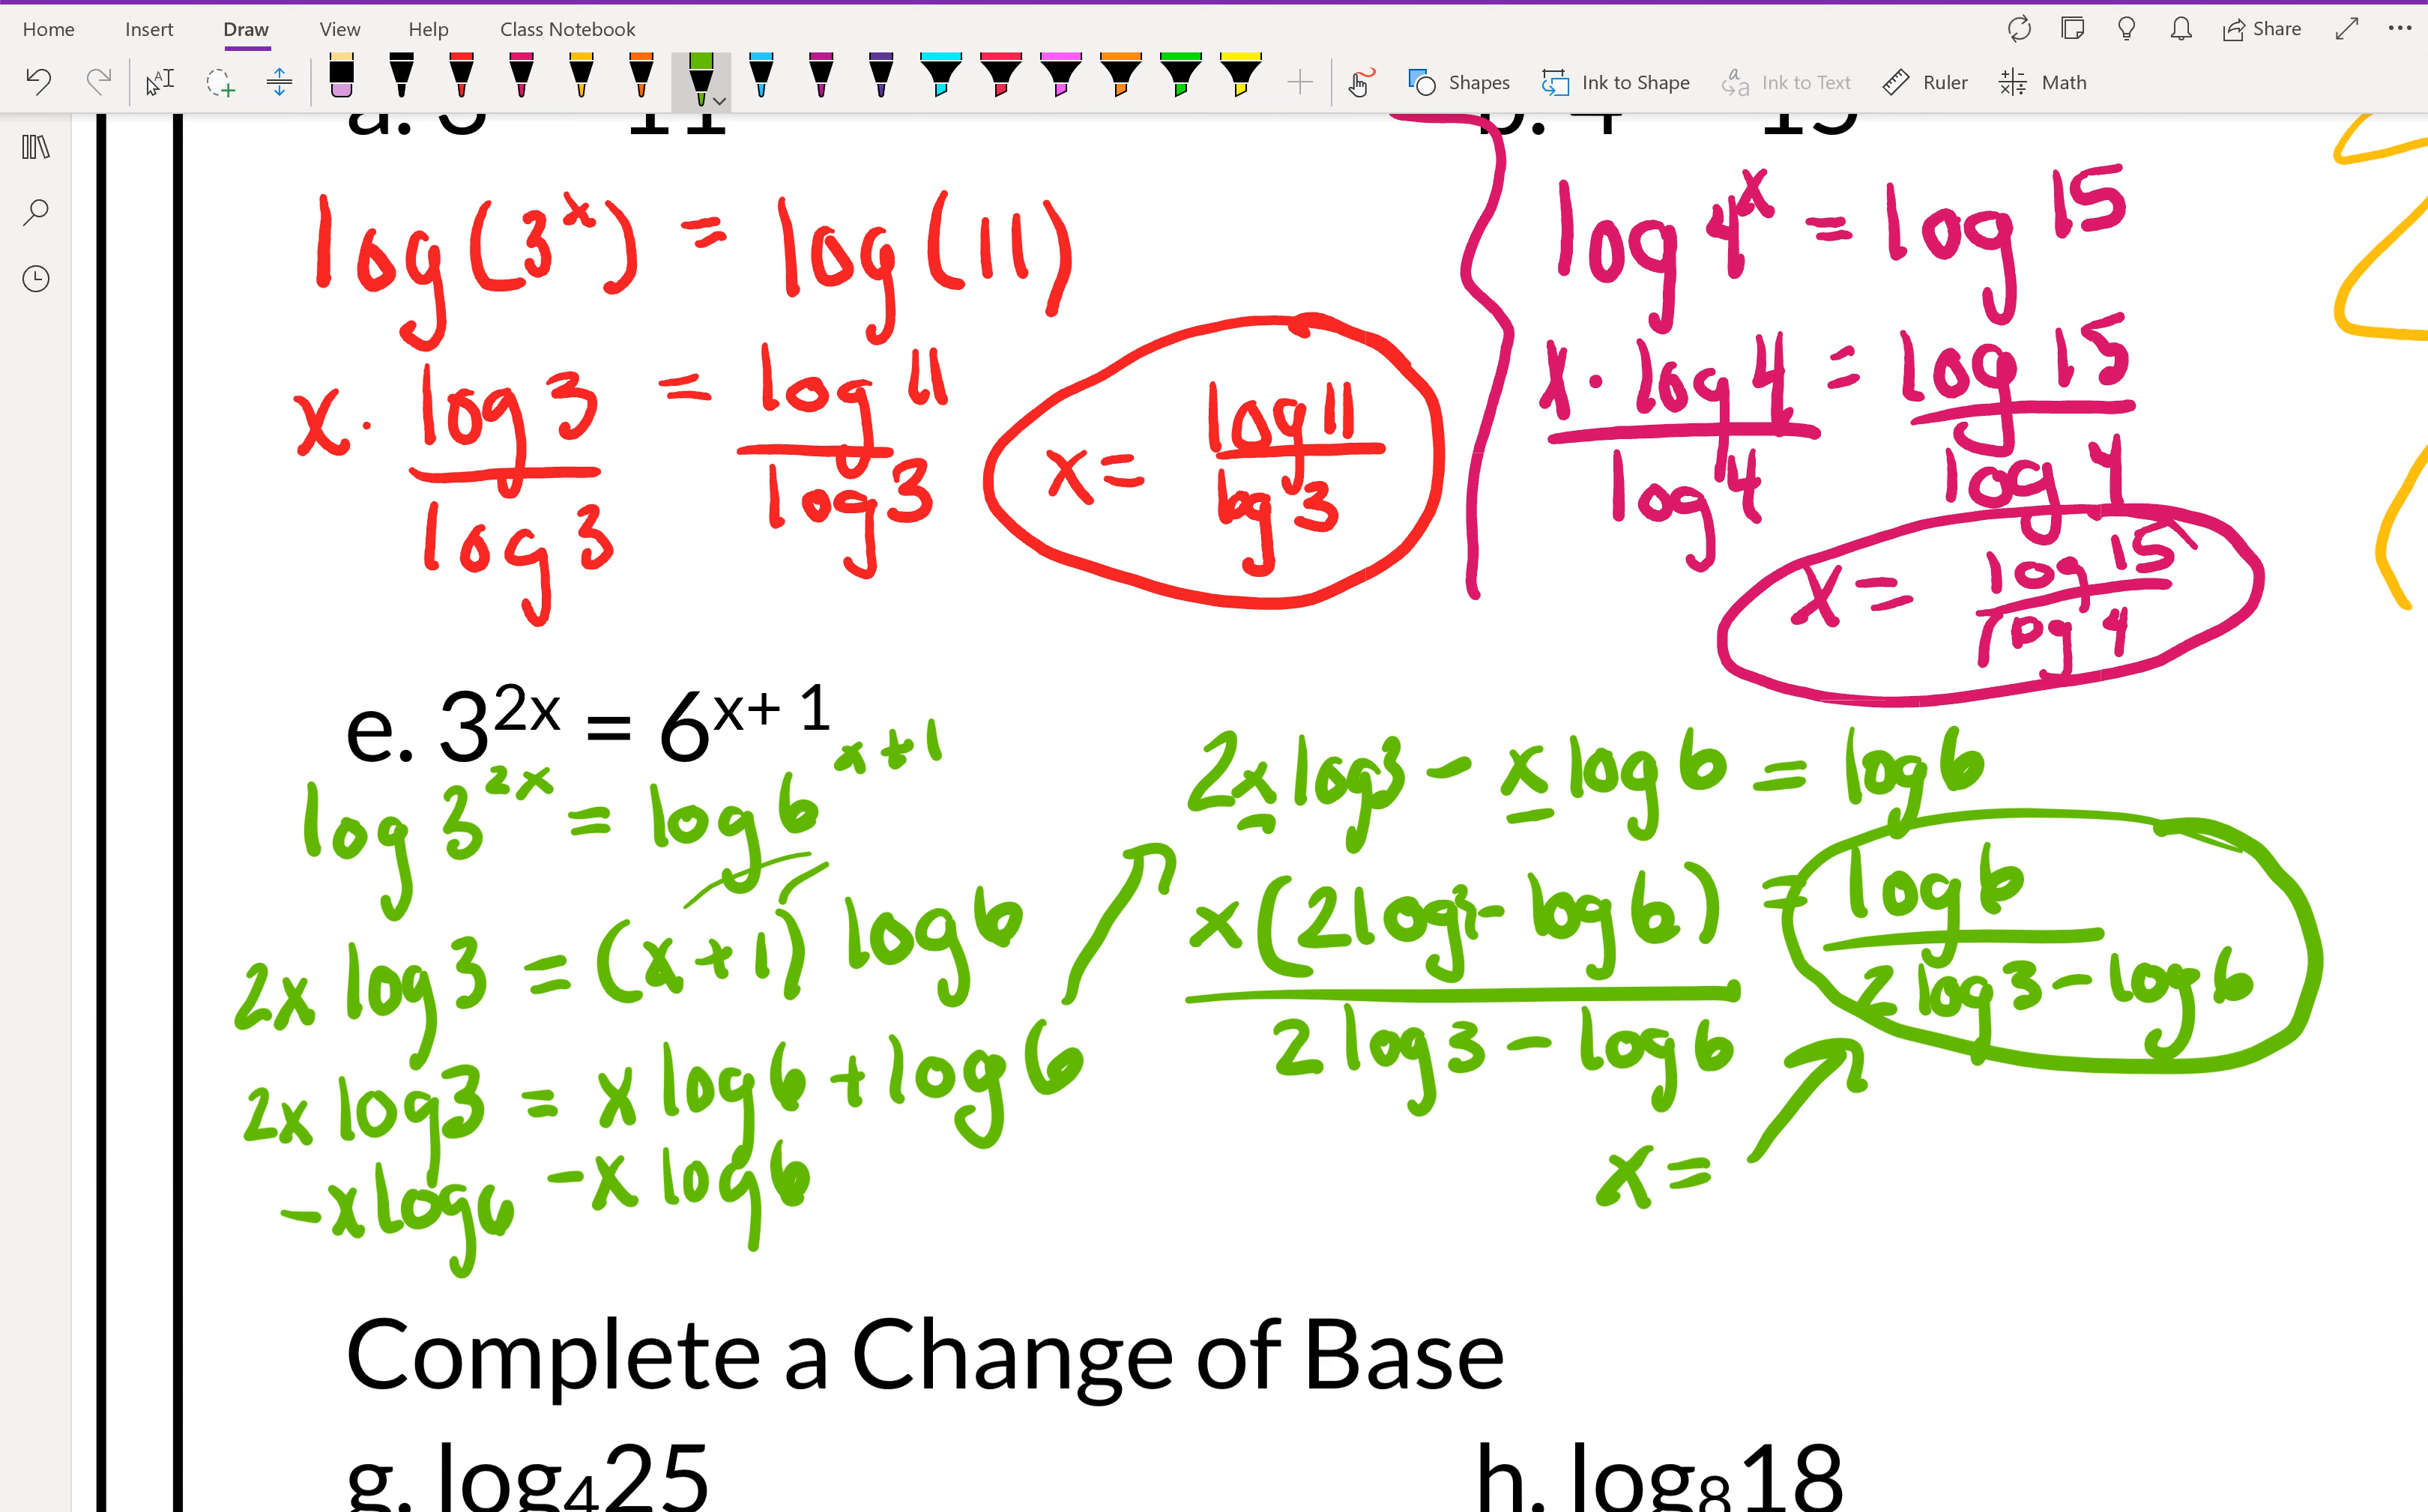 Home Insert Draw View Help Class Notebook Share
Shapes Ink to Shape Ink to Text Ruler Math
a. 3 11
b. 4 15
log(3^x) = log(11)
x · log 3 / log 3 = log 11 / log 3
x = log 11 / log 3
log 4^x = log 15
x · log 4 / log 4 = log 15 / log 4
x = log 15 / log 4
e. 3^2x = 6^x+ 1
log 3^2x = log 6^x+1
2x log 3 = (x+1) log 6
2x log 3 = x log 6 + log 6
-x log 6 -x log 6
2x log 3 - x log 6 = log 6
x(2 log 3 - log 6) / 2 log 3 - log 6 = log 6 / 2 log 3 - log 6
x =
Complete a Change of Base
g. log₄25
h. log₈18